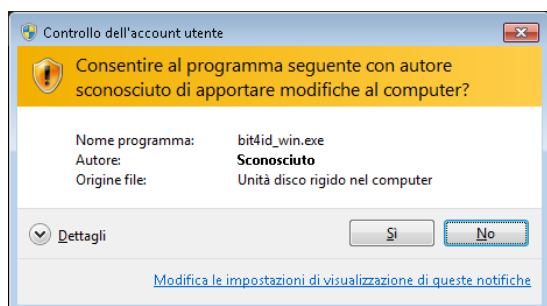 Controllo dell'account utente
Consentire al programma seguente con autore
sconosciuto di apportare modifiche al computer?
Nome programma: bit4id_win.exe
Autore: Sconosciuto
Origine file: Unità disco rigido nel computer
Dettagli Sì No
Modifica le impostazioni di visualizzazione di queste notifiche